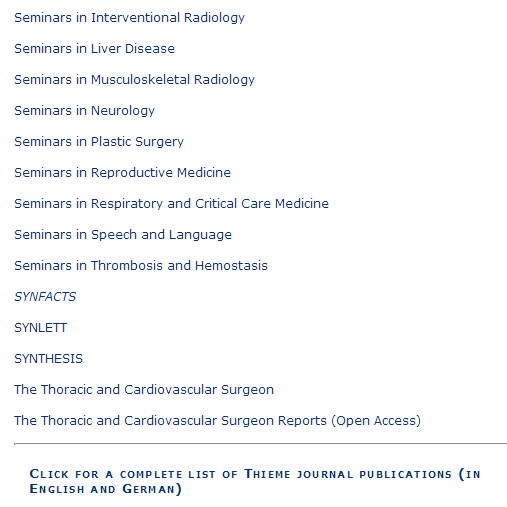 Seminars in Interventional Radiology
Seminars in Liver Disease
Seminars in Musculoskeletal Radiology
Seminars in Neurology
Seminars in Plastic Surgery
Seminars in Reproductive Medicine
Seminars in Respiratory and Critical Care Medicine
Seminars in Speech and Language
Seminars in Thrombosis and Hemostasis
SYNFACTS
SYNLETT
SYNTHESIS
The Thoracic and Cardiovascular Surgeon
The Thoracic and Cardiovascular Surgeon Reports (Open Access)
Click for a complete list of Thieme journal publications (in
English and German)